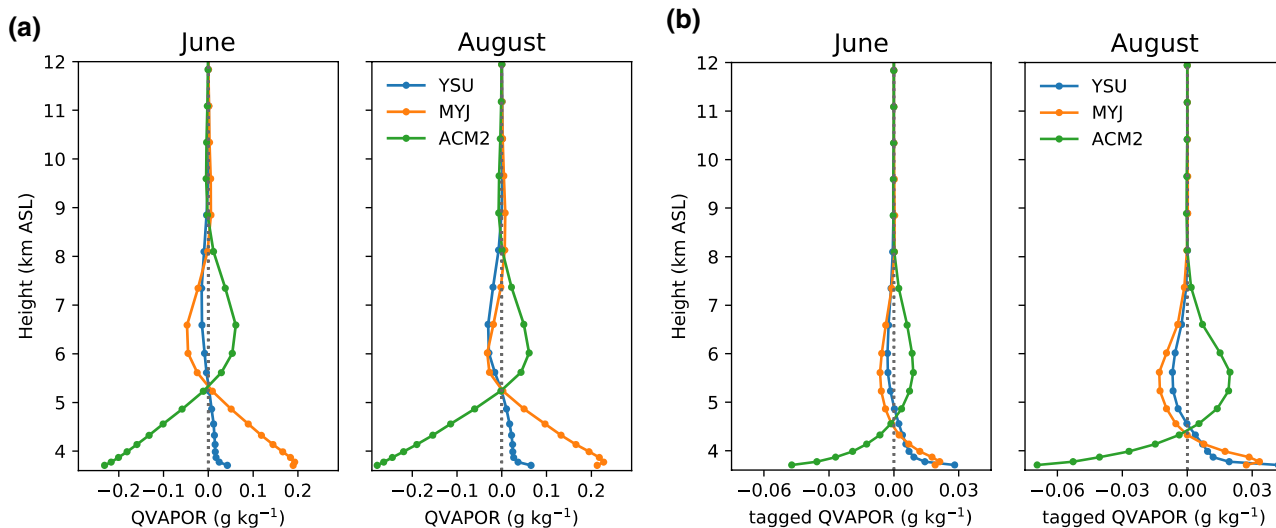 (a)
June
August
12
11
10
9
8
7
6
5
4
Height (km ASL)
YSU
MYJ
ACM2
−0.2
−0.1
0.0
0.1
0.2
−0.2
−0.1
0.0
0.1
0.2
QVAPOR (g kg⁻¹)
QVAPOR (g kg⁻¹)
(b)
June
August
12
11
10
9
8
7
6
5
4
Height (km ASL)
YSU
MYJ
ACM2
−0.06
−0.03
0.00
0.03
−0.06
−0.03
0.00
0.03
tagged QVAPOR (g kg⁻¹)
tagged QVAPOR (g kg⁻¹)